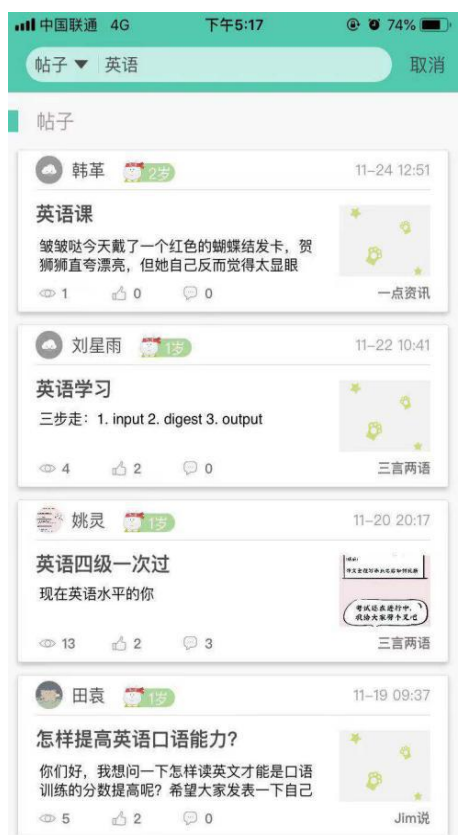 中国联通 4G 下午5:17 74%
帖子 ▼ 英语 取消
帖子
韩革 2岁 11-24 12:51
英语课
皱皱哒今天戴了一个红色的蝴蝶结发卡，贺
狮狮直夸漂亮，但她自己反而觉得太显眼
1 0 0 一点资讯
刘星雨 1岁 11-22 10:41
英语学习
三步走：1. input 2. digest 3. output
4 2 0 三言两语
姚灵 1岁 11-20 20:17
英语四级一次过
现在英语水平的你
考试还在进行中，
我给大家 
13 2 3 三言两语
田袁 1岁 11-19 09:37
怎样提高英语口语能力？
你们好，我想问一下怎样读英文才能是口语
训练的分数提高呢？希望大家发表一下自己
5 2 0 Jim说